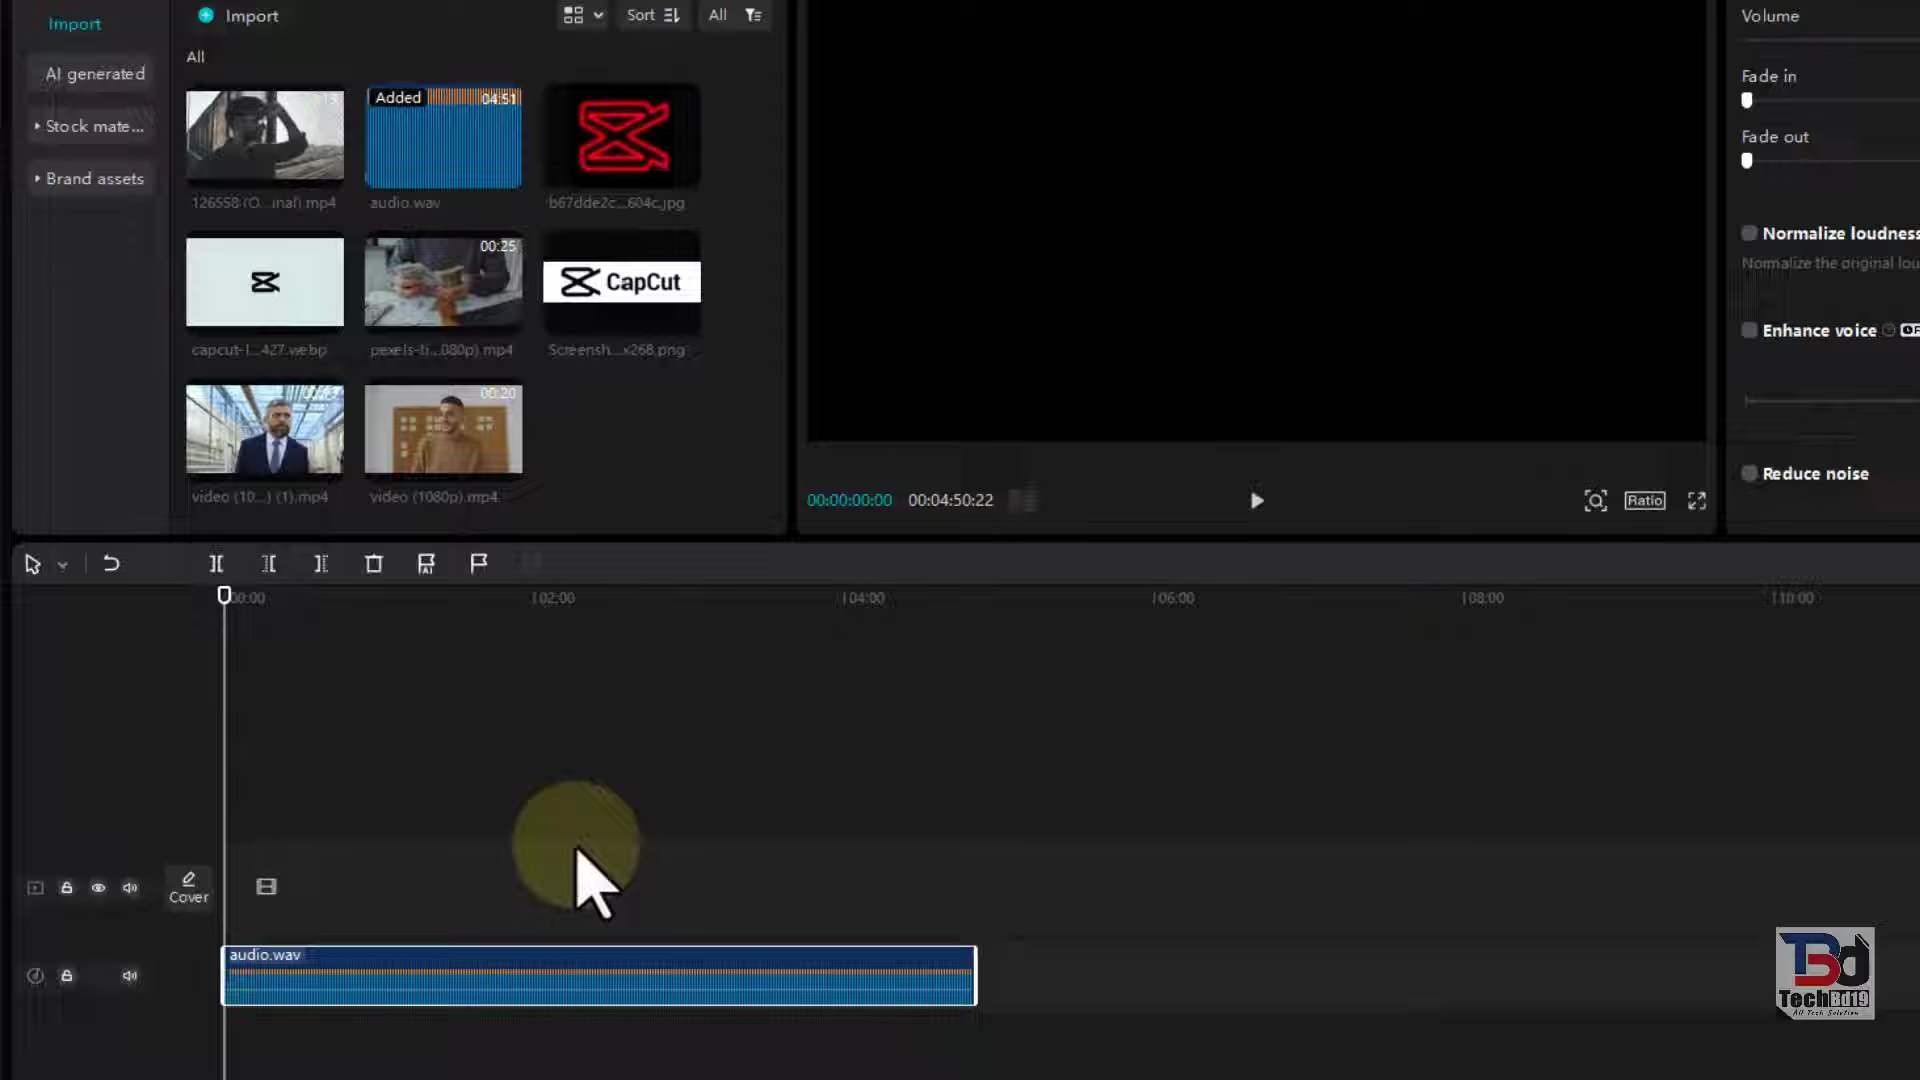 Import
AI generated
Stock mate...
Brand assets
Import
Sort
All
All
126558 (O...inal).mp4
Added
04:51
audio.wav
b67dde2c...604c.jpg
capcut-l...427.webp
00:25
pexels-ti...080p).mp4
CapCut
Screensh...x268.png
video (10...) (1).mp4
00:20
video (1080p).mp4
00:00:00:00
00:04:50:22
Ratio
Volume
Fade in
Fade out
Normalize loudness
Normalize the original lou
Enhance voice
Reduce noise
AI
00:00
02:00
04:00
06:00
08:00
10:00
Cover
audio.wav
TBd
TechBd19
All Tech Solution